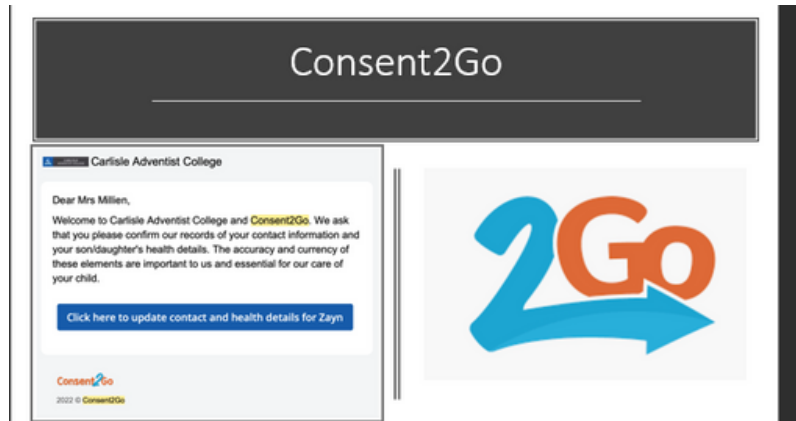 Consent2Go
Carlisle Adventist College
Dear Mrs Millien,
Welcome to Carlisle Adventist College and Consent2Go. We ask
that you please confirm our records of your contact information and
your son/daughter's health details. The accuracy and currency of
these elements are important to us and essential for our care of
your child.
Click here to update contact and health details for Zayn
Consent2Go
2022 © Consent2Go
2Go